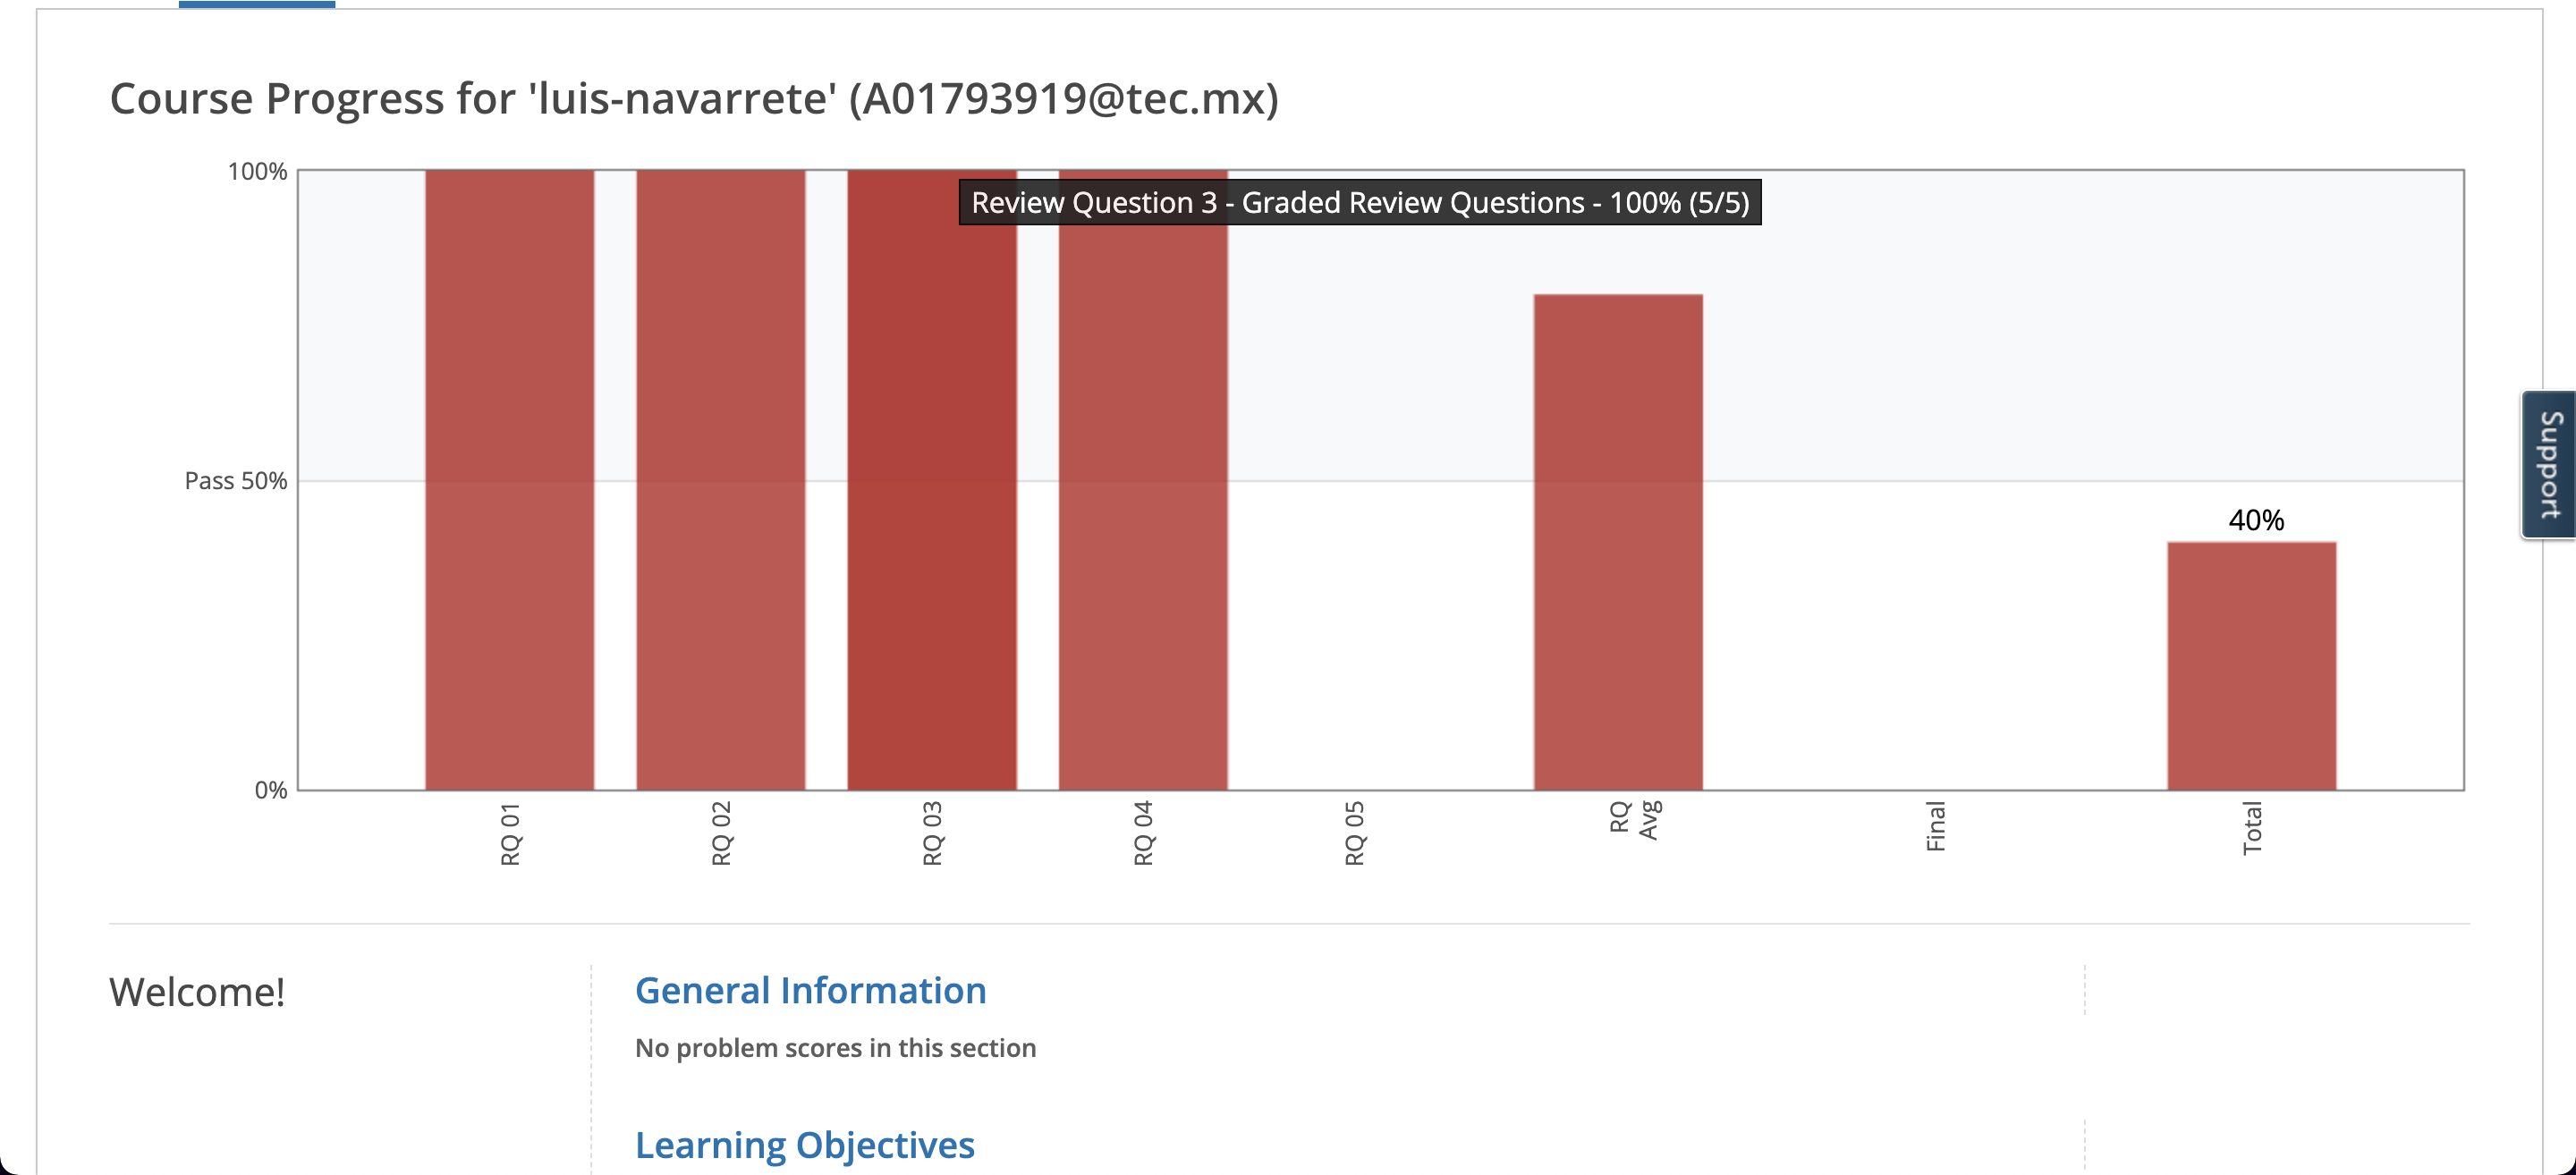 Course Progress for 'luis-navarrete' (A01793919@tec.mx)
100%
Review Question 3 - Graded Review Questions - 100% (5/5)
Pass 50%
40%
0%
RQ 01
RQ 02
RQ 03
RQ 04
RQ 05
RQ
Avg
Final
Total
Support
Welcome!
General Information
No problem scores in this section
Learning Objectives